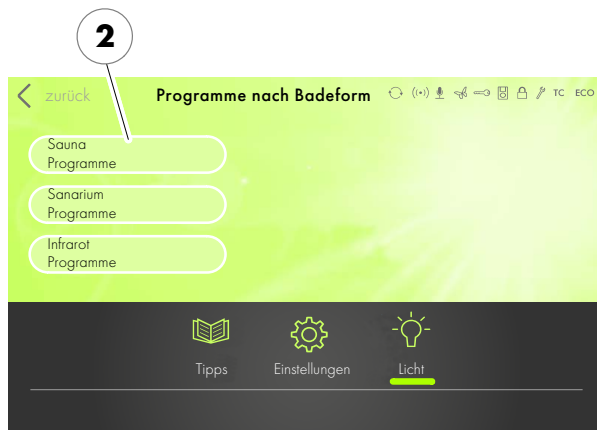 2
zurück Programme nach Badeform TC ECO
Sauna
Programme
Sanarium
Programme
Infrarot
Programme
Tipps Einstellungen Licht